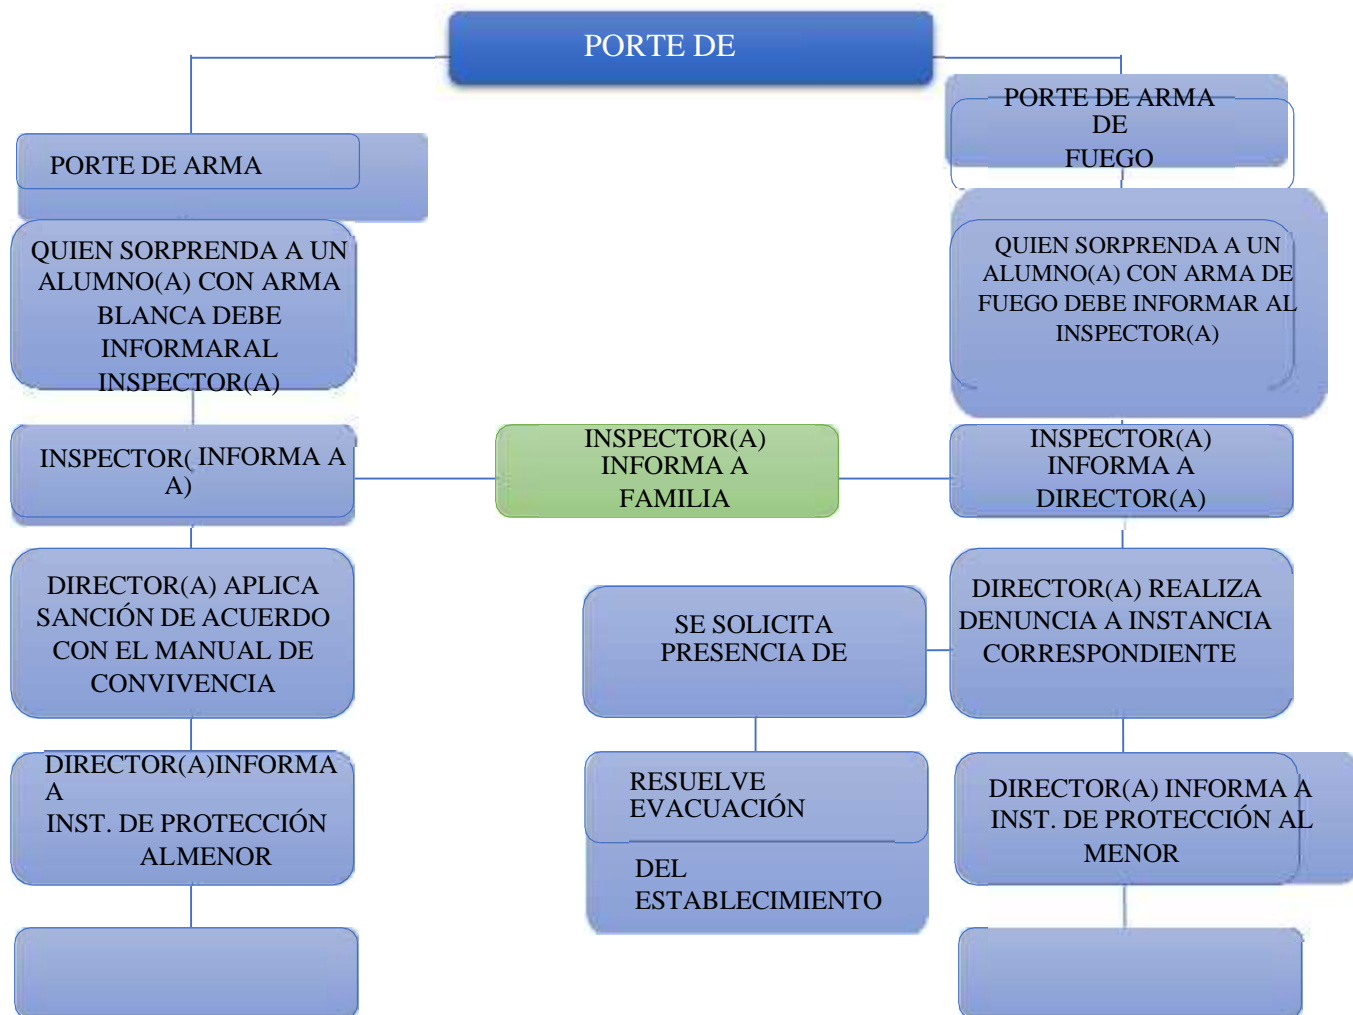 PORTE DE
PORTE DE ARMA
QUIEN SORPRENDA A UN
ALUMNO(A) CON ARMA
BLANCA DEBE
INFORMARAL
INSPECTOR(A)
INSPECTOR( INFORMA A
A)
DIRECTOR(A) APLICA
SANCIÓN DE ACUERDO
CON EL MANUAL DE
CONVIVENCIA
DIRECTOR(A)INFORMA
A
INST. DE PROTECCIÓN
ALMENOR
INSPECTOR(A)
INFORMA A
FAMILIA
SE SOLICITA
PRESENCIA DE
RESUELVE
EVACUACIÓN
DEL
ESTABLECIMIENTO
PORTE DE ARMA
DE
FUEGO
QUIEN SORPRENDA A UN
ALUMNO(A) CON ARMA DE
FUEGO DEBE INFORMAR AL
INSPECTOR(A)
INSPECTOR(A)
INFORMA A
DIRECTOR(A)
DIRECTOR(A) REALIZA
DENUNCIA A INSTANCIA
CORRESPONDIENTE
DIRECTOR(A) INFORMA A
INST. DE PROTECCIÓN AL
MENOR